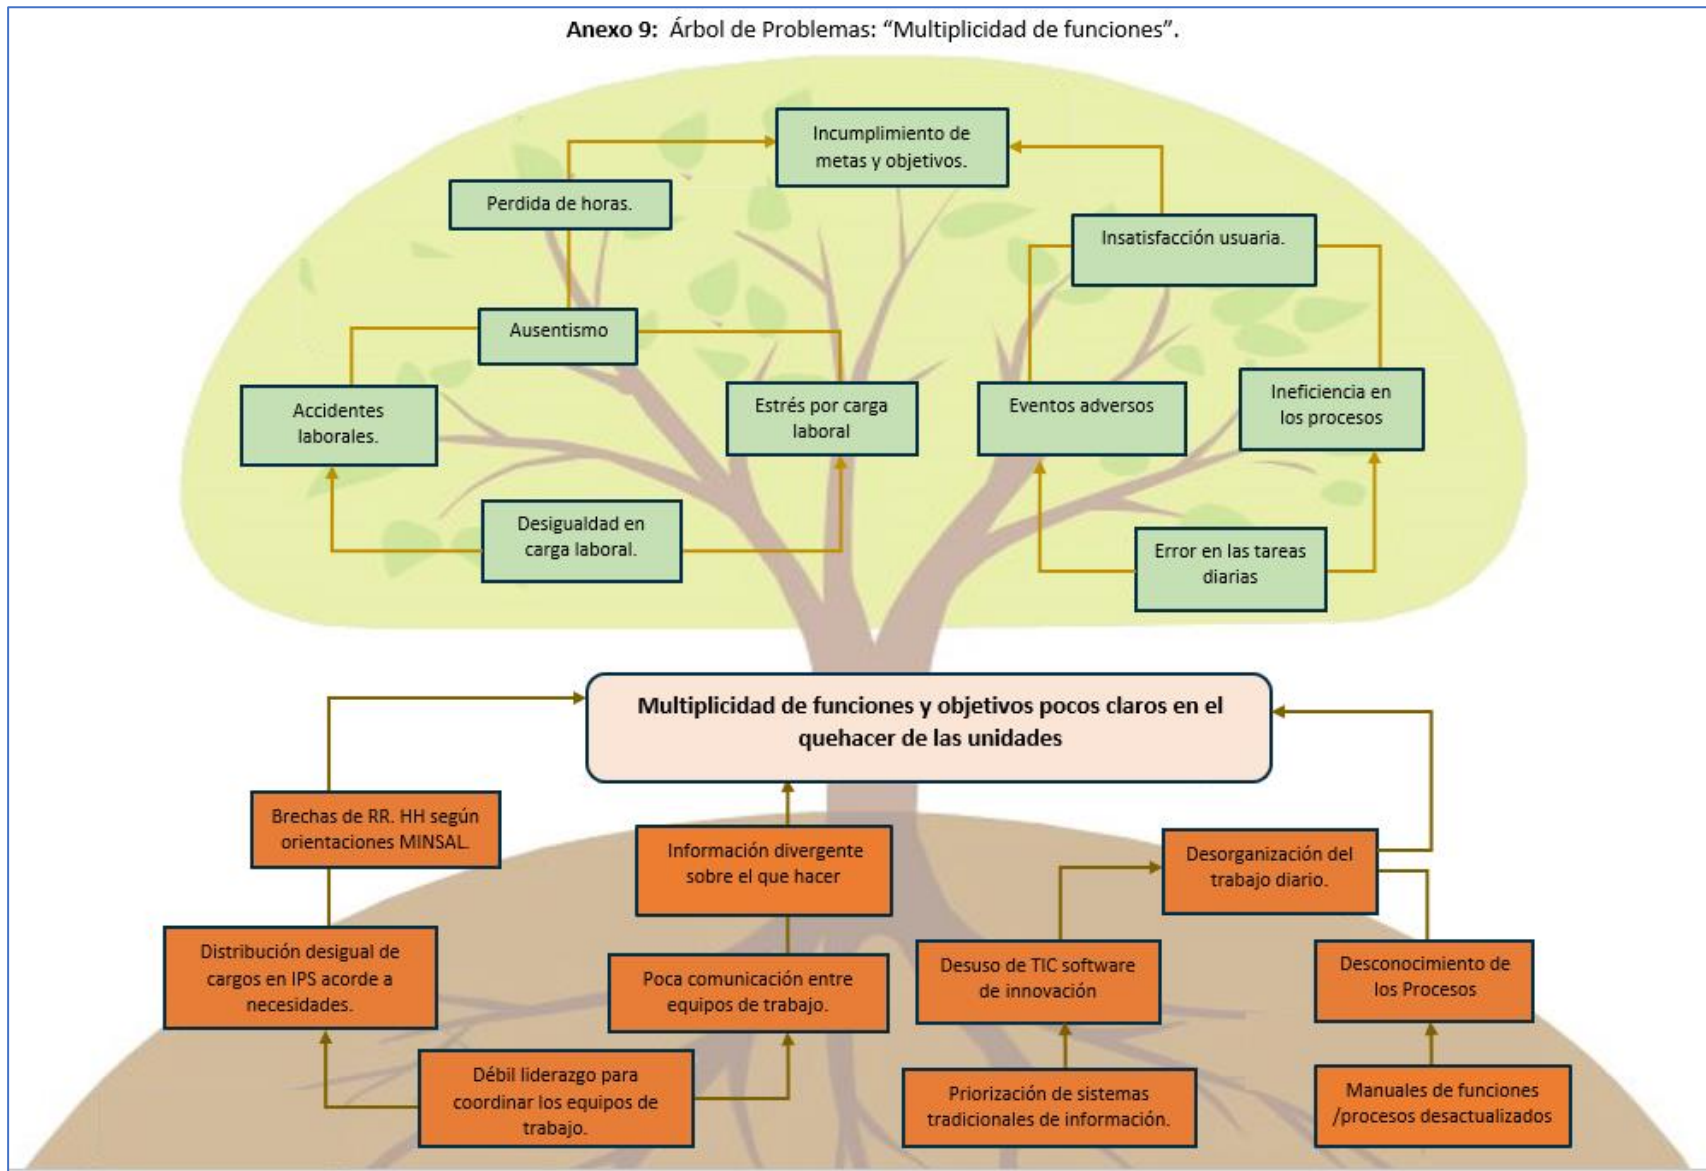 Anexo 9: Árbol de Problemas: “Multiplicidad de funciones”.
Incumplimiento de
metas y objetivos.
Perdida de horas.
Insatisfacción usuaria.
Ausentismo
Accidentes
laborales.
Estrés por carga
laboral
Eventos adversos
Ineficiencia en
los procesos
Desigualdad en
carga laboral.
Error en las tareas
diarias
Multiplicidad de funciones y objetivos pocos claros en el
quehacer de las unidades
Brechas de RR. HH según
orientaciones MINSAL.
Información divergente
sobre el que hacer
Desorganización del
trabajo diario.
Distribución desigual de
cargos en IPS acorde a
necesidades.
Poca comunicación entre
equipos de trabajo.
Desuso de TIC software
de innovación
Desconocimiento de
los Procesos
Débil liderazgo para
coordinar los equipos de
trabajo.
Priorización de sistemas
tradicionales de información.
Manuales de funciones
/procesos desactualizados